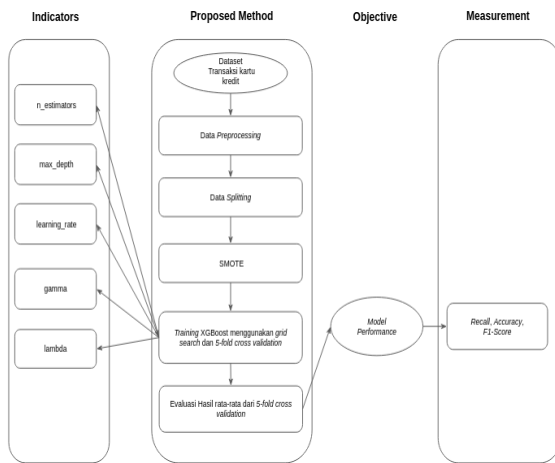 Indicators
Proposed Method
Objective
Measurement
n_estimators
max_depth
learning_rate
gamma
lambda
Dataset
Transaksi kartu
kredit
Data Preprocessing
Data Splitting
SMOTE
Training XGBoost menggunakan grid
search dan 5-fold cross validation
Evaluasi Hasil rata-rata dari 5-fold cross
validation
Model
Performance
Recall, Accuracy,
F1-Score